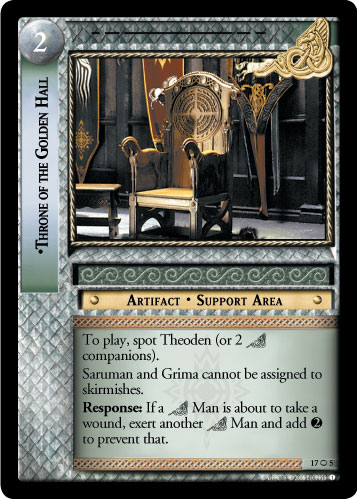 2
•Throne of the Golden Hall
Artifact • Support Area
To play, spot Theoden (or 2
companions).
Saruman and Grima cannot be assigned to
skirmishes.
Response: If a Man is about to take a
wound, exert another Man and add 2
to prevent that.
17 O 5